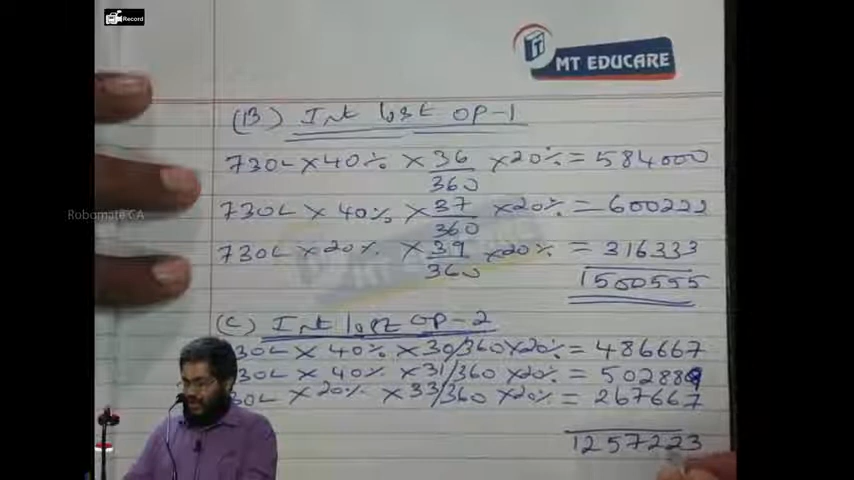 Record
MT EDUCARE
(B) Int lost OP-1
730L × 40% × 36/360 × 20% = 584000
730L × 40% × 37/360 × 20% = 600222
Robomate CA
730L × 20% × 39/360 × 20% = 316333
1500555
(C) Int lost OP-2
30L × 40% × 30/360 × 20% = 486667
30L × 40% × 31/360 × 20% = 502889
30L × 20% × 33/360 × 20% = 267667
1257223